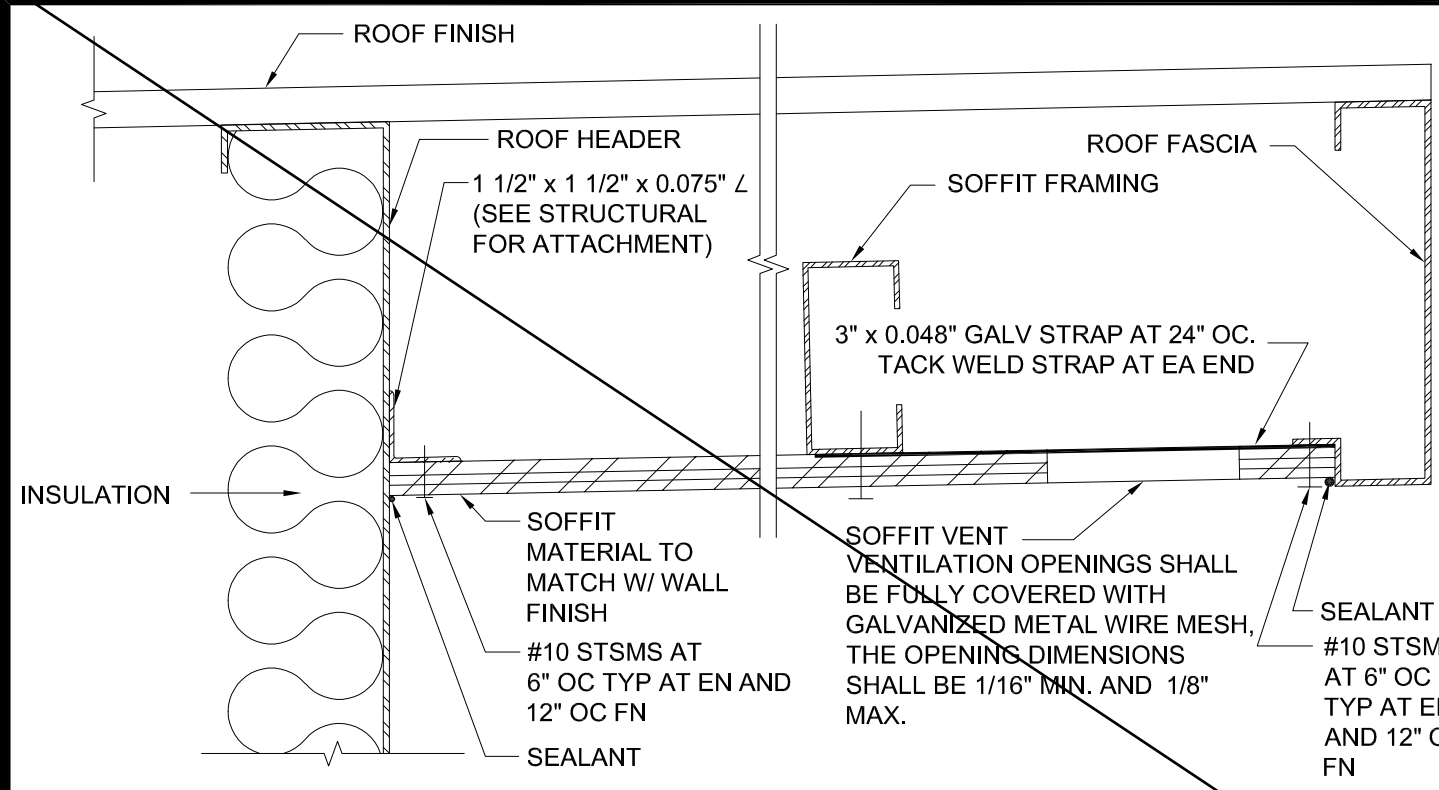 ROOF FINISH
ROOF HEADER
1 1/2" x 1 1/2" x 0.075" ∠
(SEE STRUCTURAL
FOR ATTACHMENT)
ROOF FASCIA
SOFFIT FRAMING
3" x 0.048" GALV STRAP AT 24" OC.
TACK WELD STRAP AT EA END
INSULATION
SOFFIT
MATERIAL TO
MATCH W/ WALL
FINISH
#10 STSMS AT
6" OC TYP AT EN AND
12" OC FN
SEALANT
SOFFIT VENT
VENTILATION OPENINGS SHALL
BE FULLY COVERED WITH
GALVANIZED METAL WIRE MESH,
THE OPENING DIMENSIONS
SHALL BE 1/16" MIN. AND 1/8"
MAX.
SEALANT
#10
AT 6" OC
TYP AT
AND 12"
FN